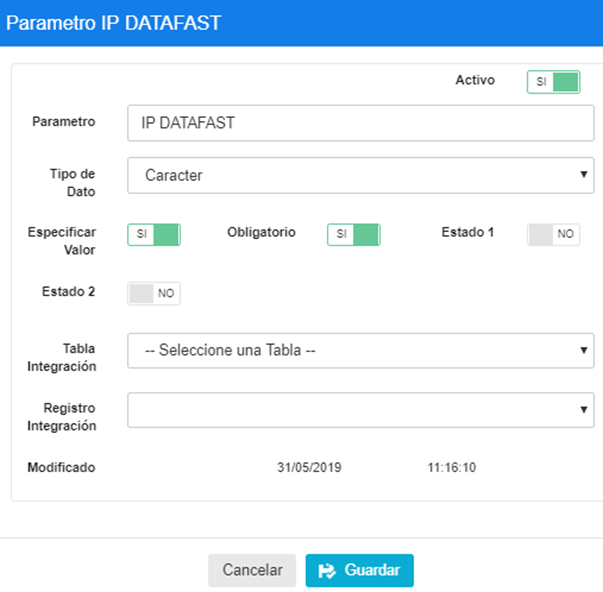 Parametro IP DATAFAST
Activo SI
Parametro IP DATAFAST
Tipo de
Dato
Caracter
Especificar
Valor
SI
Obligatorio SI
Estado 1 NO
Estado 2 NO
Tabla
Integración
-- Seleccione una Tabla --
Registro
Integración
Modificado 31/05/2019 11:16:10
Cancelar Guardar